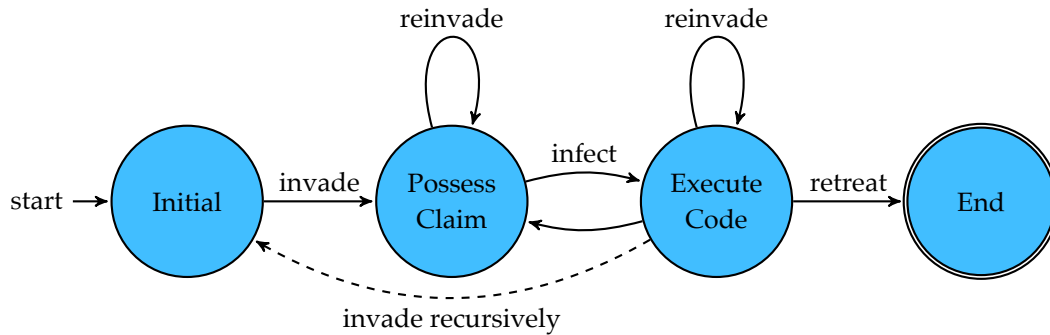 reinvade
reinvade
start
Initial
invade
Possess
Claim
infect
Execute
Code
retreat
End
invade recursively